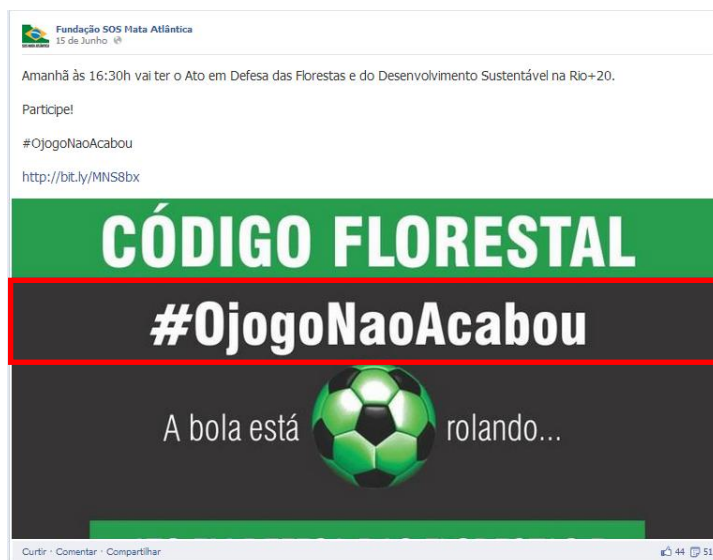 Fundação SOS Mata Atlântica
15 de Junho
Amanhã às 16:30h vai ter o Ato em Defesa das Florestas e do Desenvolvimento Sustentável na Rio+20.
Participe!
#OjogoNaoAcabou
http://bit.ly/MNS8bx
CÓDIGO FLORESTAL
#OjogoNaoAcabou
A bola está rolando...
Curtir · Comentar · Compartilhar 44 51